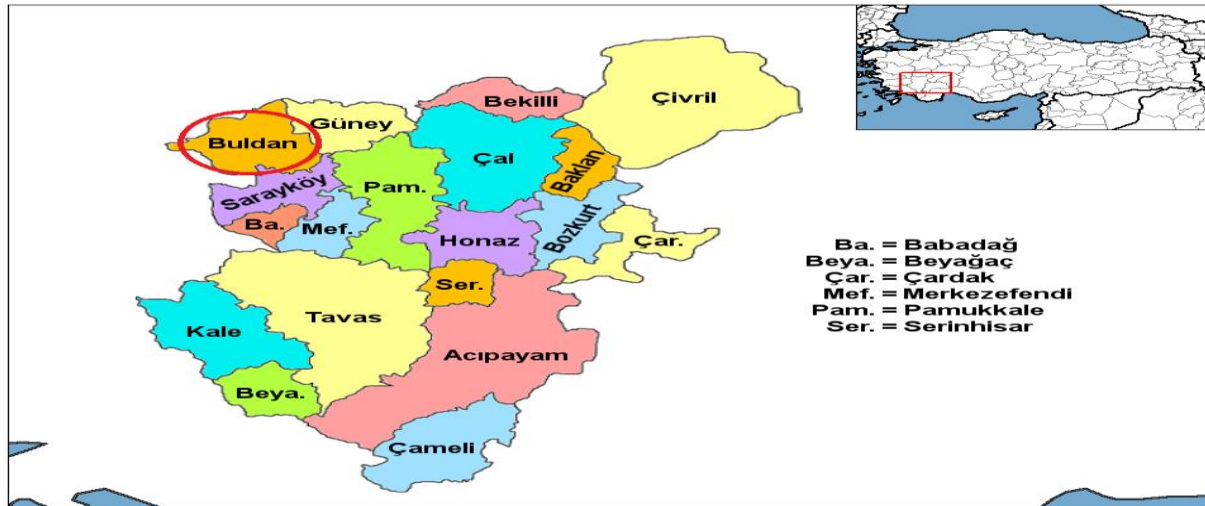 Bekilli
Çivril
Güney
Buldan
Çal
Baklan
Pam.
Sarayköy
Ba.
Mef.
Honaz
Bozkurt
Çar.
Ser.
Tavas
Kale
Acıpayam
Beya.
Çameli
Ba. = Babadağ
Beya. = Beyağaç
Çar. = Çardak
Mef. = Merkezefendi
Pam. = Pamukkale
Ser. = Serinhisar